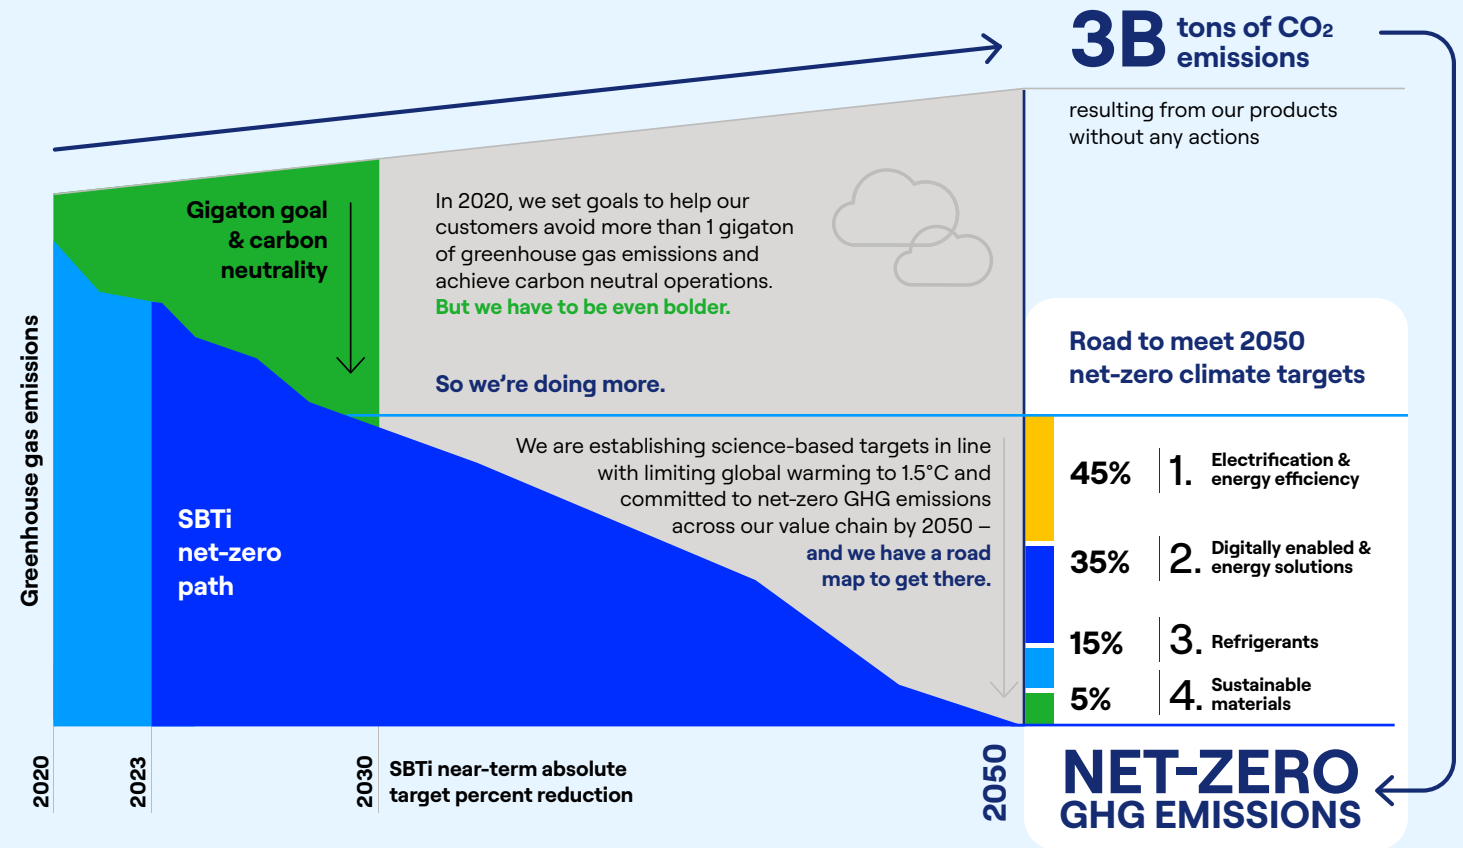 3B tons of CO2
emissions
resulting from our products
without any actions
Gigaton goal
& carbon
neutrality
In 2020, we set goals to help our
customers avoid more than 1 gigaton
of greenhouse gas emissions and
achieve carbon neutral operations.
But we have to be even bolder.
So we’re doing more.
We are establishing science-based targets in line
with limiting global warming to 1.5°C and
committed to net-zero GHG emissions
across our value chain by 2050 –
and we have a road
map to get there.
Greenhouse gas emissions
SBTi
net-zero
path
Road to meet 2050
net-zero climate targets
45% 1. Electrification &
energy efficiency
35% 2. Digitally enabled &
energy solutions
15% 3. Refrigerants
5% 4. Sustainable
materials
2020
2023
2030
SBTi near-term absolute
target percent reduction
2050
NET-ZERO
GHG EMISSIONS